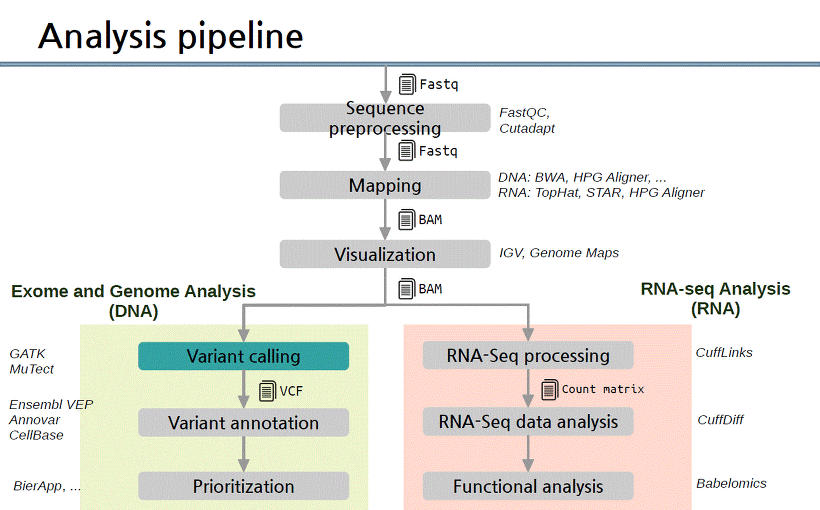 Analysis pipeline
Fastq
Sequence
preprocessing
FastQC,
Cutadapt
Fastq
Mapping
DNA: BWA, HPG Aligner, ...
RNA: TopHat, STAR, HPG Aligner
BAM
Visualization
IGV, Genome Maps
BAM
Exome and Genome Analysis
(DNA)
RNA-seq Analysis
(RNA)
GATK
MuTect
Variant calling
VCF
Ensembl VEP
Annovar
CellBase
Variant annotation
BierApp, ...
Prioritization
RNA-Seq processing
CuffLinks
Count matrix
RNA-Seq data analysis
CuffDiff
Functional analysis
Babelomics